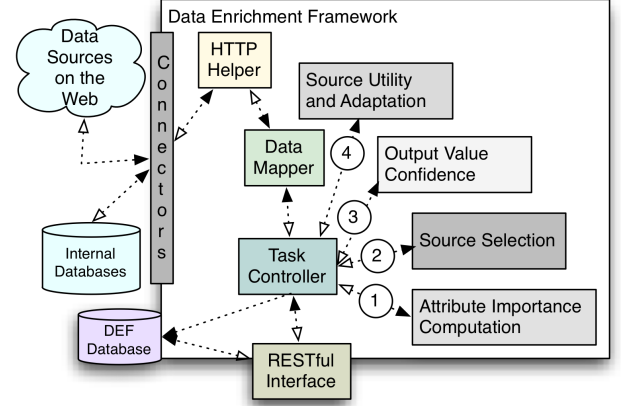 Data Enrichment Framework
Data
Sources
on the
Web
Connectors
HTTP
Helper
Source Utility
and Adaptation
Data
Mapper
4
Output Value
Confidence
3
Internal
Databases
Task
Controller
2
Source Selection
1
Attribute Importance
Computation
DEF
Database
RESTful
Interface